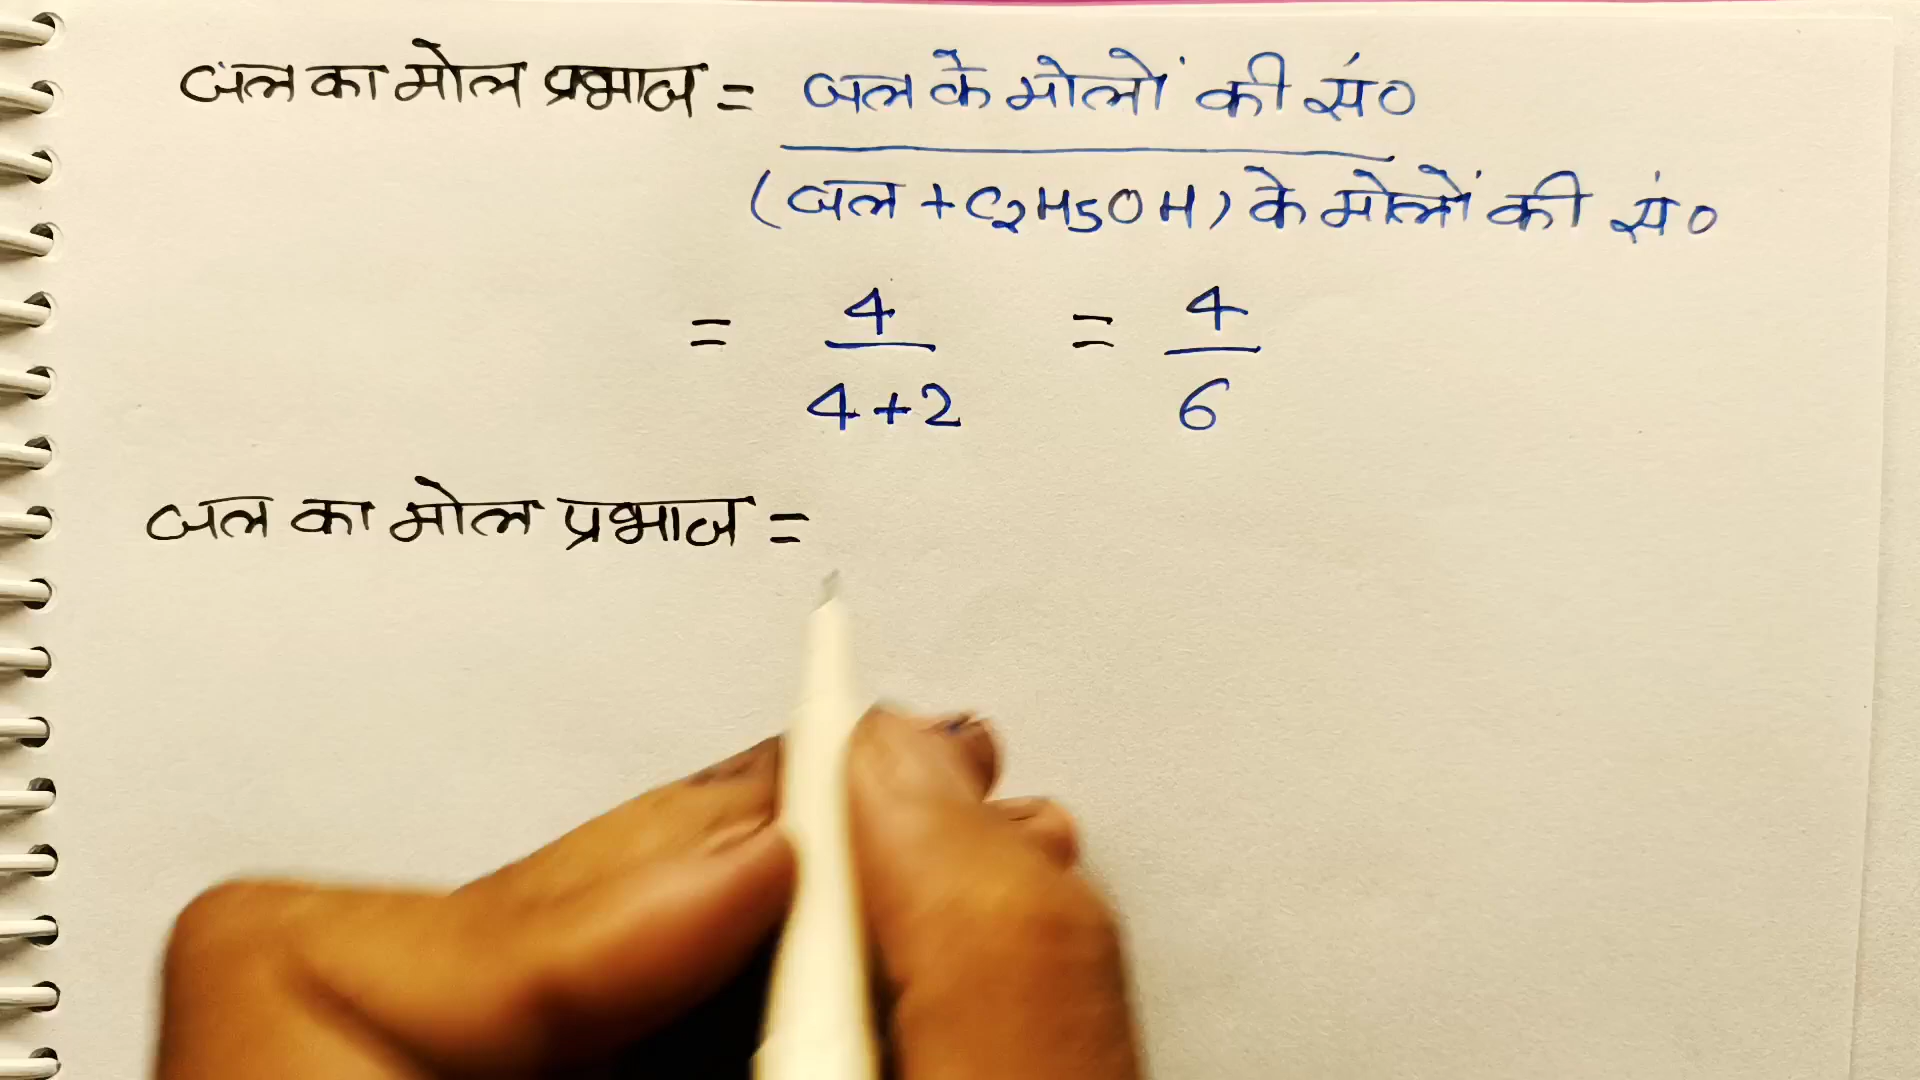 जल का मोल प्रभाज = जल के मोलों की सं०
(जल + C2H5OH) के मोलों की सं०
= 4 = 4
4+2 6
जल का मोल प्रभाज =